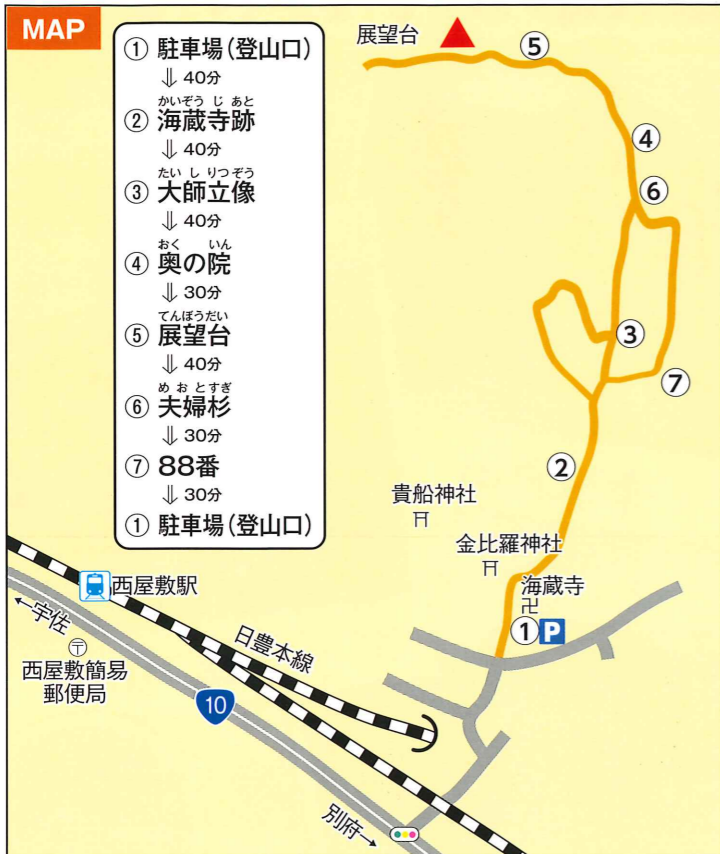 MAP
① 駐車場(登山口)
⇓ 40分
かいぞう じ あと
② 海蔵寺跡
⇓ 40分
たい し りつ ぞう
③ 大師立像
⇓ 40分
おく いん
④ 奥の院
⇓ 30分
てんぼうだい
⑤ 展望台
⇓ 40分
め お と すぎ
⑥ 夫婦杉
⇓ 30分
⑦ 88番
⇓ 30分
① 駐車場(登山口)
展望台
⑤
④
⑥
③
⑦
②
貴船神社
金比羅神社
海蔵寺
卍
① P
西屋敷駅
←宇佐
〒
西屋敷簡易
郵便局
日豊本線
10
別府→